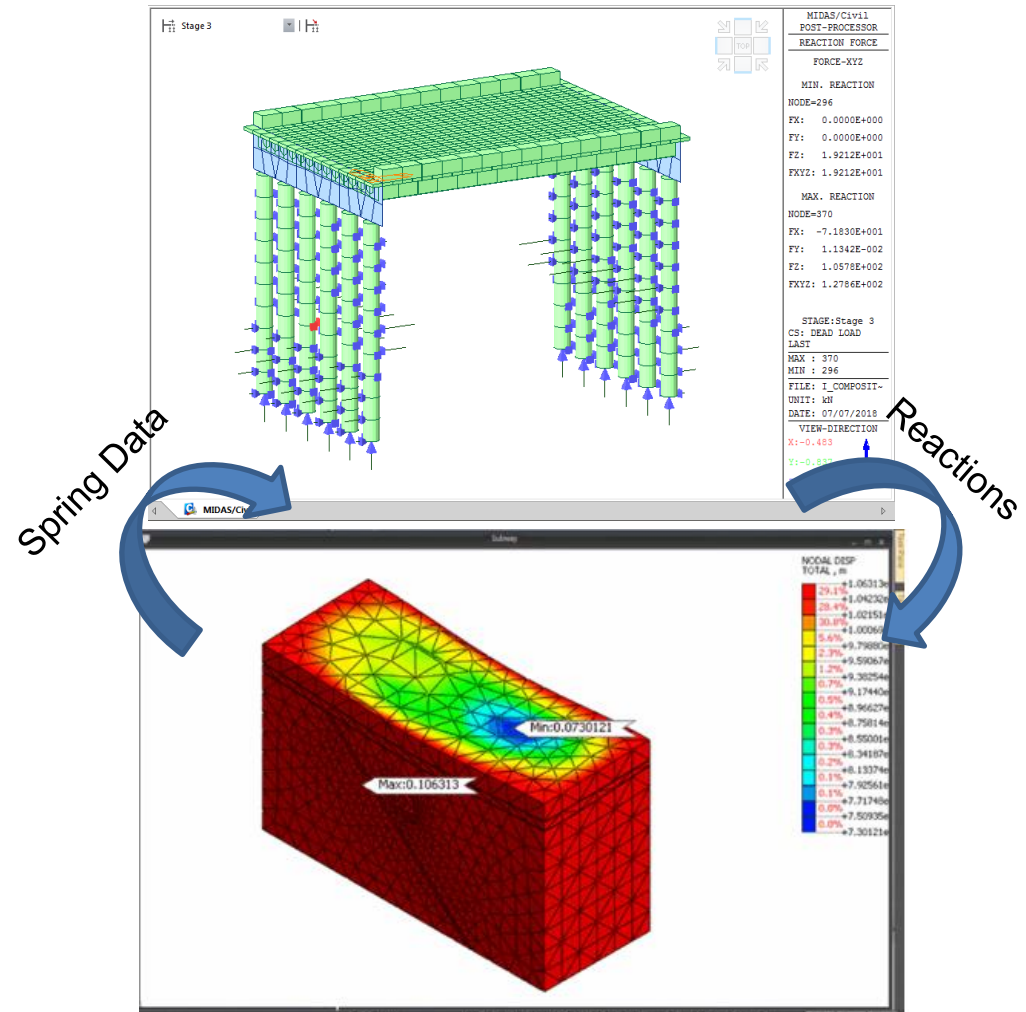 Stage 3
TOP
MIDAS/Civil
POST-PROCESSOR
REACTION FORCE
FORCE-XYZ
MIN. REACTION
NODE=296
FX: 0.0000E+000
FY: 0.0000E+000
FZ: 1.9212E+001
FXYZ: 1.9212E+001
MAX. REACTION
NODE=370
FX: -7.1830E+001
FY: 1.1342E-002
FZ: 1.0578E+002
FXYZ: 1.2786E+002
STAGE:Stage 3
CS: DEAD LOAD
LAST
MAX : 370
MIN : 296
FILE: I_COMPOSIT~
UNIT: kN
DATE: 07/07/2018
VIEW-DIRECTION
X:-0.483
Spring Data
Reactions
Subway
NODAL DISP
TOTAL , m
+1.06313e
29.1%
+1.04232e
28.4%
+1.02151e
30.8%
+1.00069
5.6%
+9.79880e
2.3%
+9.59067e
1.2%
+9.38254e
0.7%
+9.17440e
0.5%
+8.96627e
0.4%
+8.75814e
0.3%
+8.55001e
0.3%
+8.34187e
0.2%
+8.13374e
0.1%
+7.92561e
0.1%
+7.71748e
0.0%
+7.50935e
0.0%
+7.30121e
Min:0.0730121
Max:0.106313